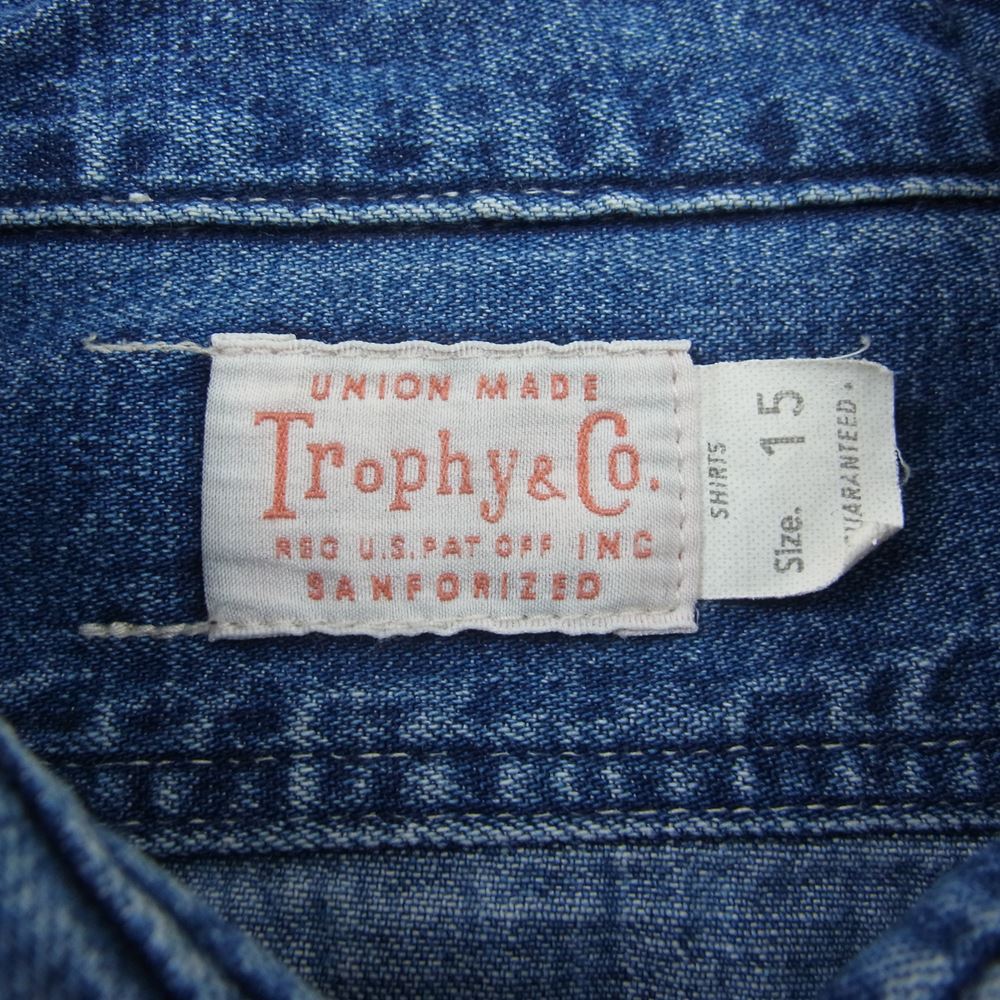 UNION MADE
Trophy & Co.
REG U.S. PAT OFF INC
SANFORIZED
SHIRTS
Size. 15